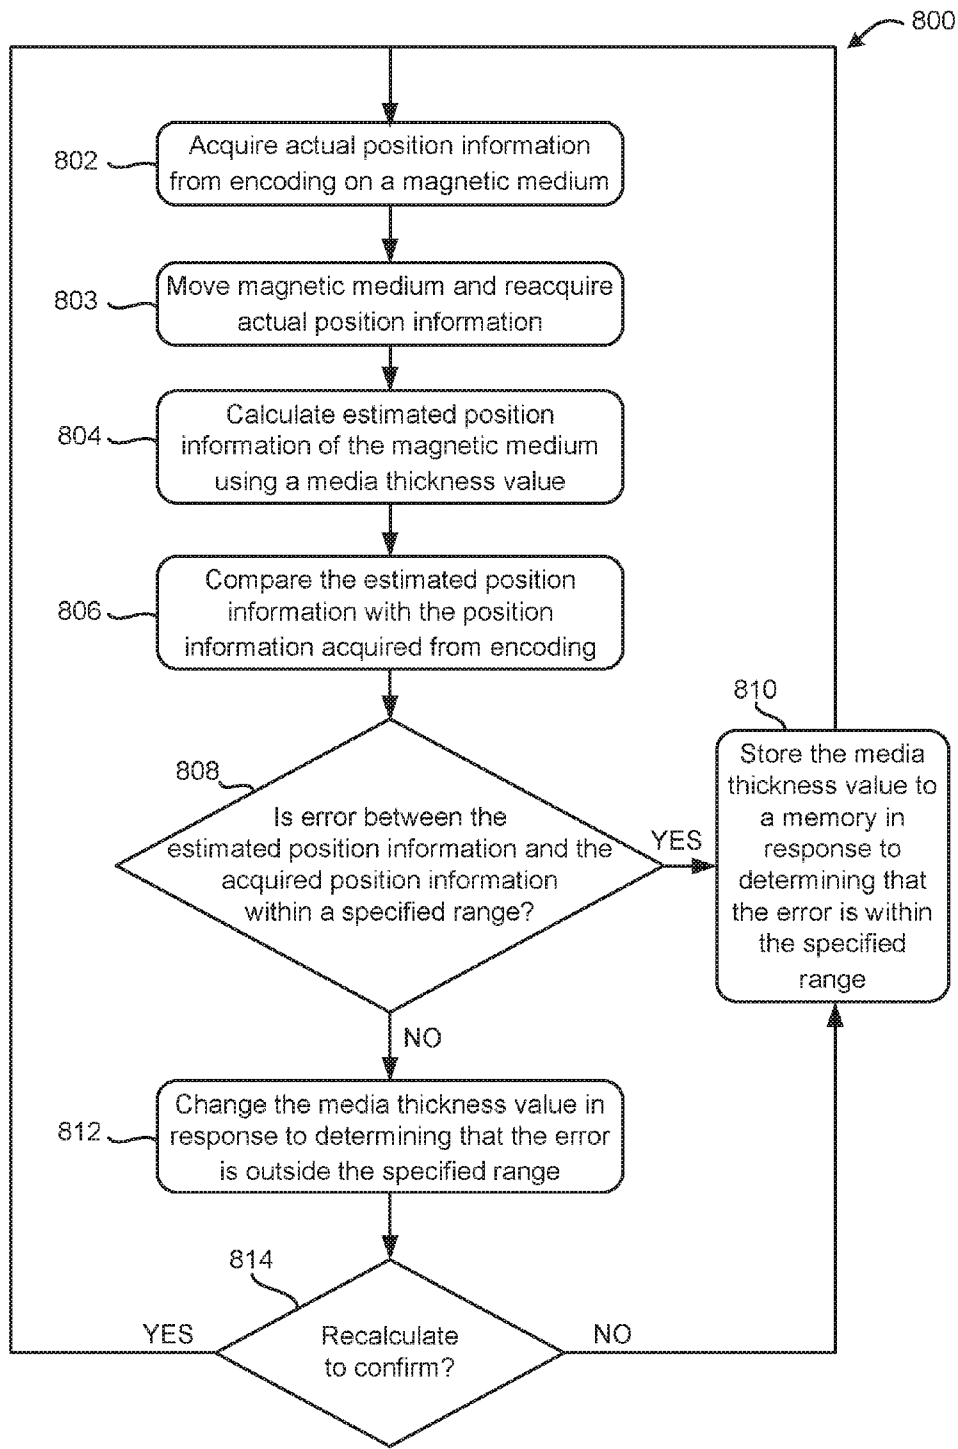 800
802
Acquire actual position information
from encoding on a magnetic medium
803
Move magnetic medium and reacquire
actual position information
804
Calculate estimated position
information of the magnetic medium
using a media thickness value
806
Compare the estimated position
information with the position
information acquired from encoding
808
Is error between the
estimated position information and the
acquired position information
within a specified range?
YES
810
Store the media
thickness value to
a memory in
response to
determining that
the error is within
the specified
range
NO
812
Change the media thickness value in
response to determining that the error
is outside the specified range
814
Recalculate
to confirm?
YES
NO